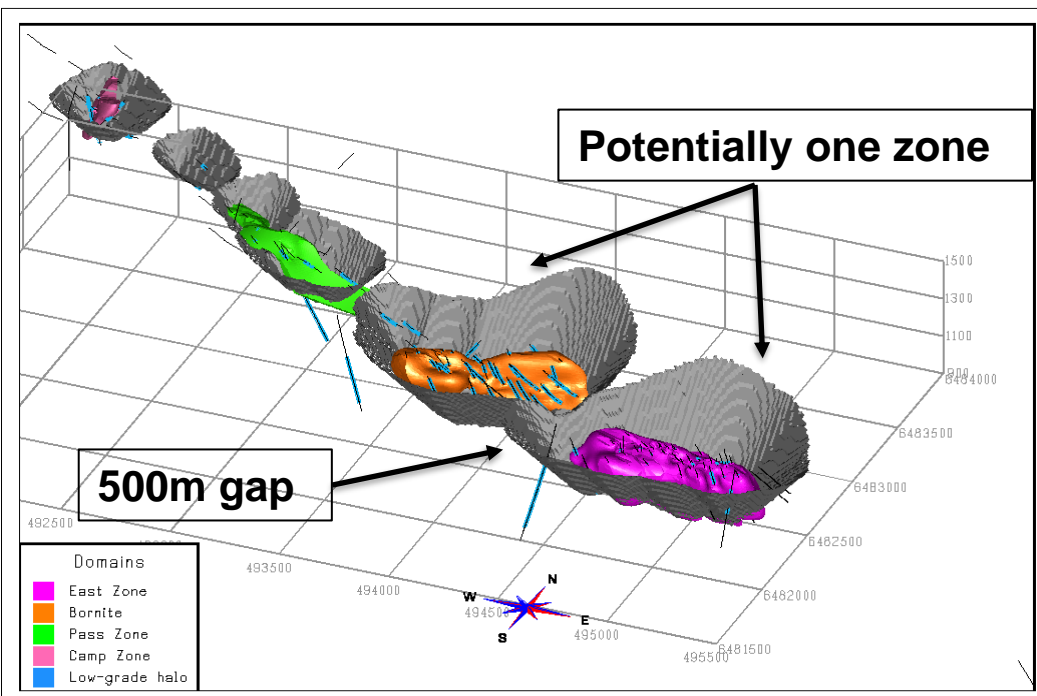 Potentially one zone
1500
1300
1100
900
6484000
6483500
500m gap
6483000
492500
6482500
493500
494000
N
W
494500
E
S
495000
6482000
495500
6481500
Domains
East Zone
Bornite
Pass Zone
Camp Zone
Low-grade halo